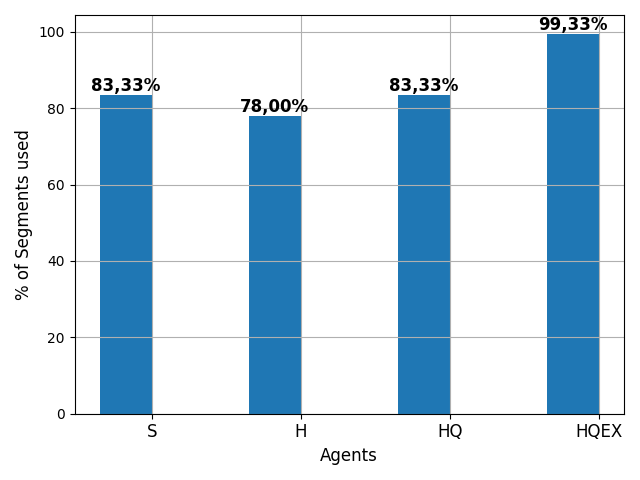 99,33%
83,33%
83,33%
78,00%
100
80
60
40
20
0
% of Segments used
S
H
HQ
HQEX
Agents